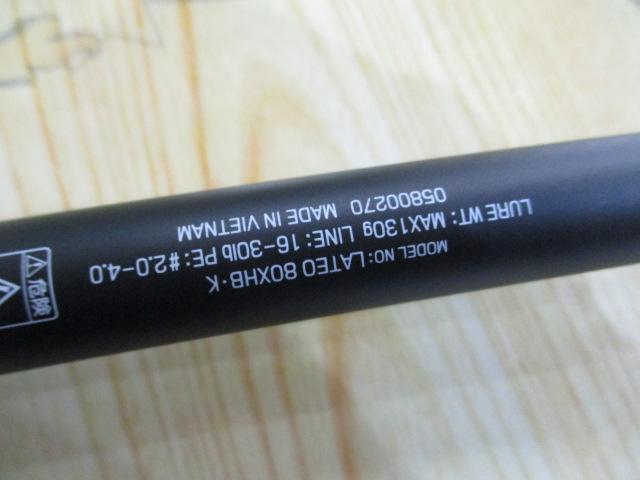 MODEL NO: LATEO 80XHB·K
LURE WT: MAX130g LINE: 16-30lb PE: #2.0-4.0
05800270 MADE IN VIETNAM
危険